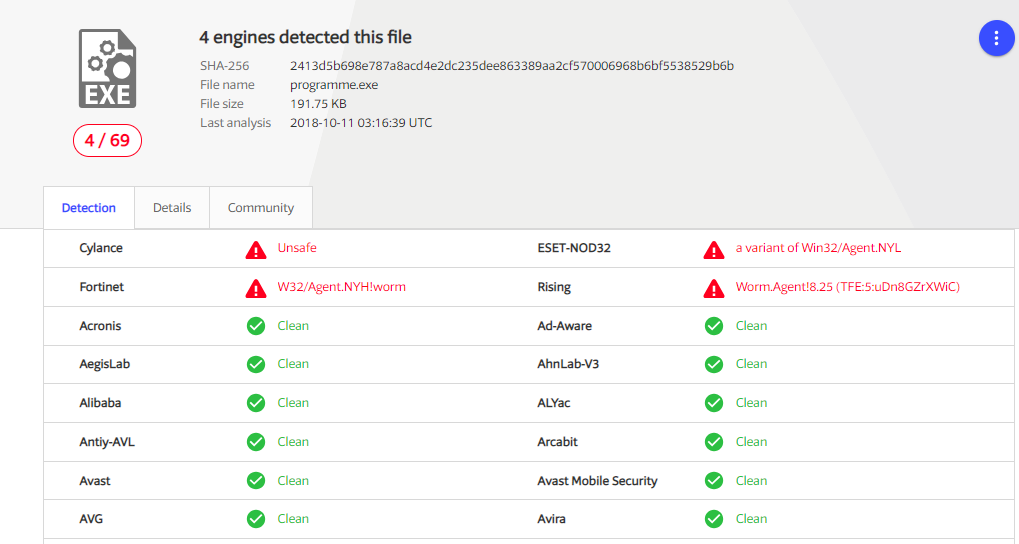 4 engines detected this file
SHA-256 2413d5b698e787a8acd4e2dc235dee863389aa2cf570006968b6bf5538529b6b
File name programme.exe
File size 191.75 KB
Last analysis 2018-10-11 03:16:39 UTC
EXE
4 / 69
Detection Details Community
Cylance Unsafe ESET-NOD32 a variant of Win32/Agent.NYL
Fortinet W32/Agent.NYH!worm Rising Worm.Agent!8.25 (TFE:5:uDn8GZrXWiC)
Acronis Clean Ad-Aware Clean
AegisLab Clean AhnLab-V3 Clean
Alibaba Clean ALYac Clean
Antiy-AVL Clean Arcabit Clean
Avast Clean Avast Mobile Security Clean
AVG Clean Avira Clean